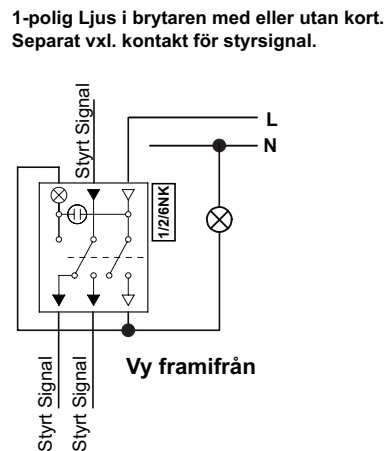 1-polig Ljus i brytaren med eller utan kort.
Separat vxl. kontakt för styrsignal.
Styrt Signal
L
N
1/2/6NK
Vy framifrån
Styrt Signal
Styrt Signal